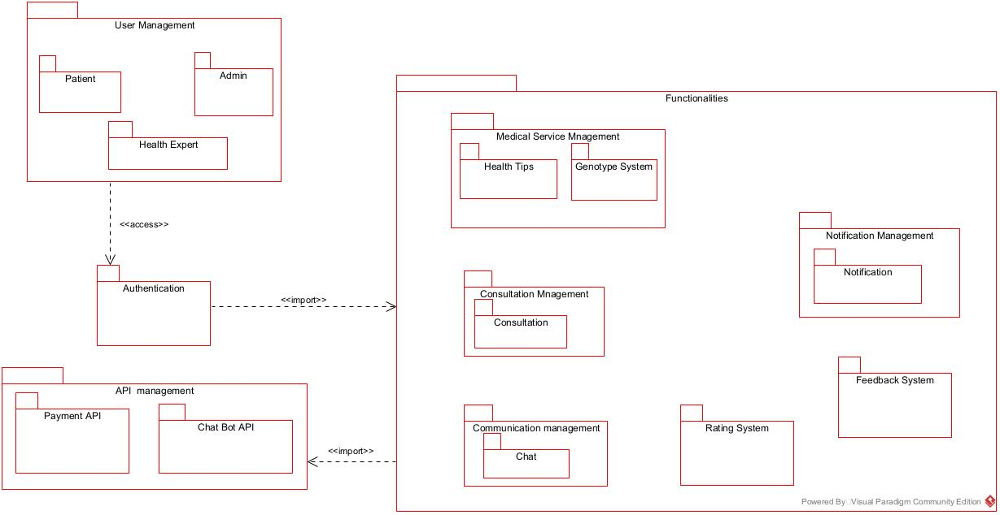 User Management
Patient
Admin
Health Expert
<<access>>
Authentication
<<import>>
API  management
Payment API
Chat Bot API
<<import>>
Functionalities
Medical Service Mnagement
Health Tips
Genotype System
Notification Management
Notification
Consultation Mnagement
Consultation
Feedback System
Communication management
Chat
Rating System
Powered By Visual Paradigm Community Edition